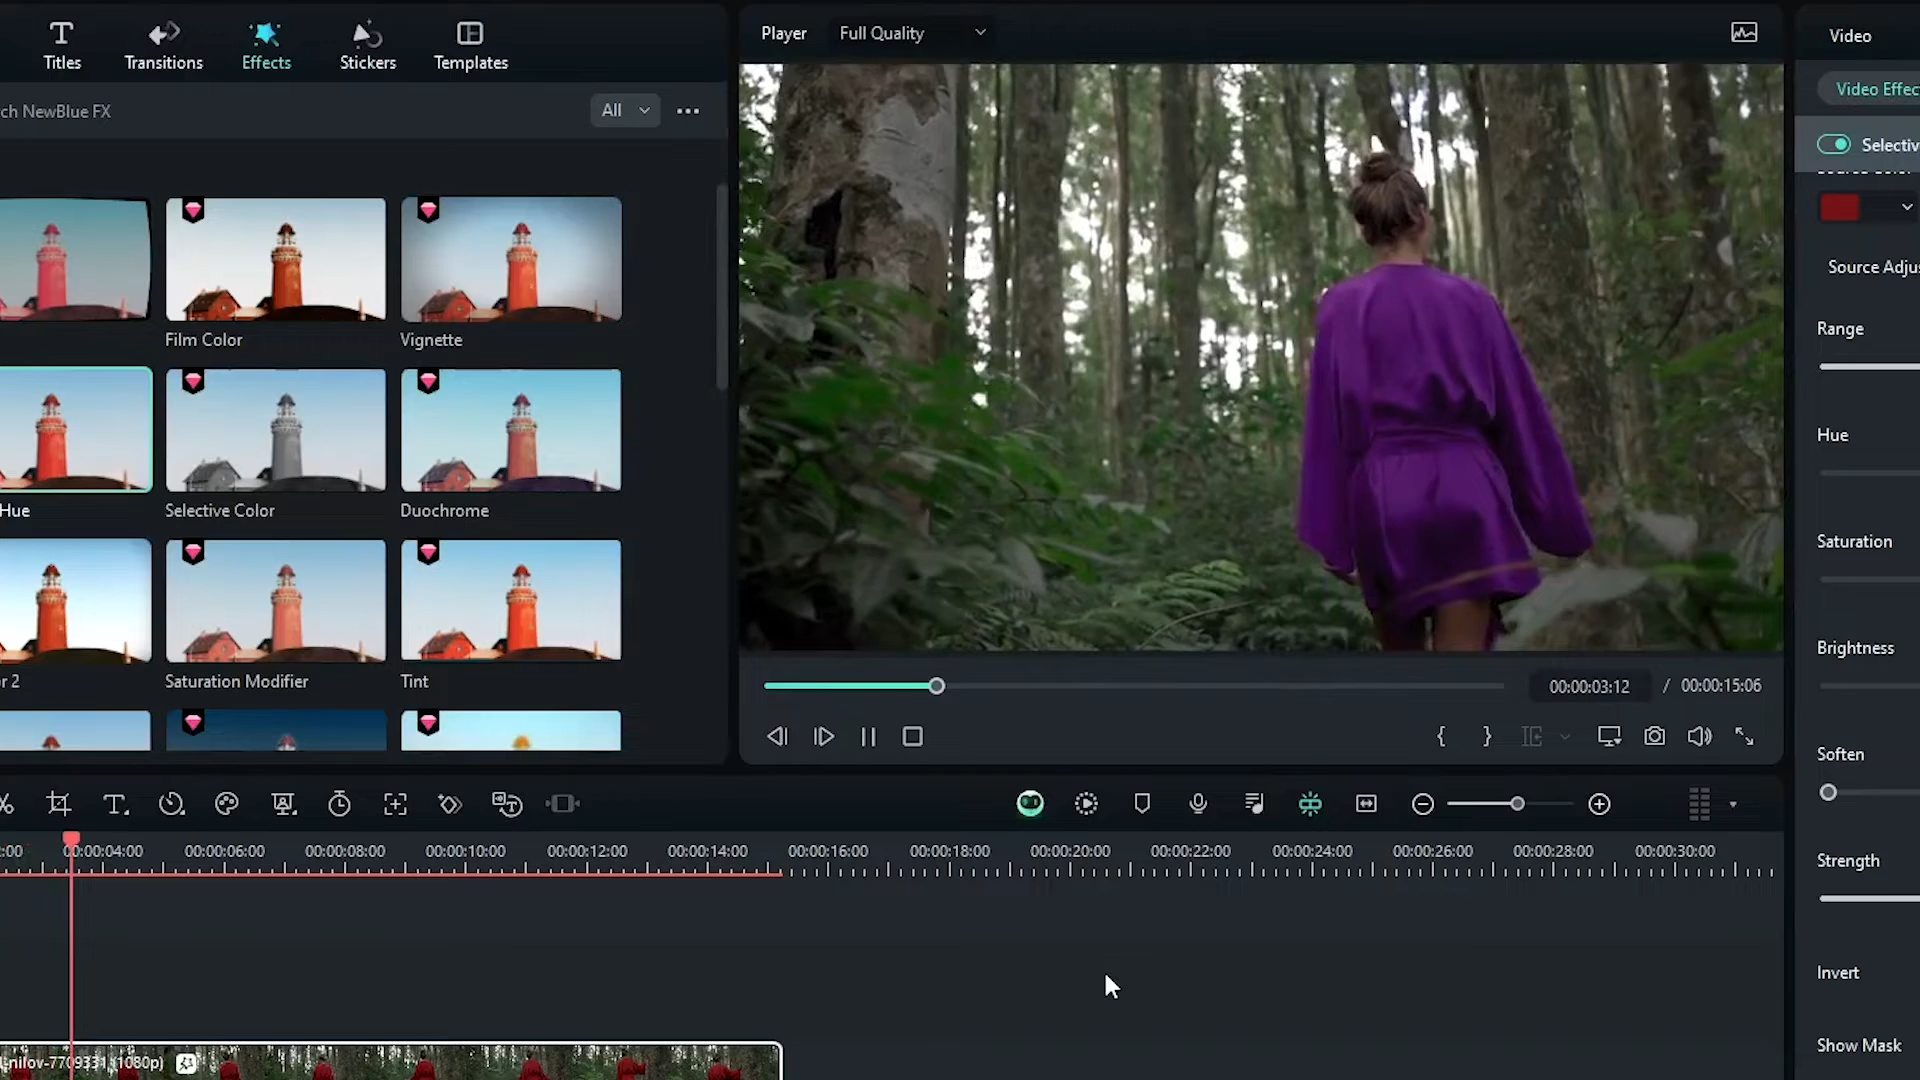 Titles
Transitions
Effects
Stickers
Templates
ch NewBlue FX
All
Film Color
Vignette
Hue
Selective Color
Duochrome
r 2
Saturation Modifier
Tint
Player
Full Quality
00:00:03:12 / 00:00:15:06
Video
Video Effec
Selectiv
Source Adjus
Range
Hue
Saturation
Brightness
Soften
Strength
Invert
Show Mask
:00
00:00:04:00
00:00:06:00
00:00:08:00
00:00:10:00
00:00:12:00
00:00:14:00
00:00:16:00
00:00:18:00
00:00:20:00
00:00:22:00
00:00:24:00
00:00:26:00
00:00:28:00
00:00:30:00
nilov-7709331 (1080p)